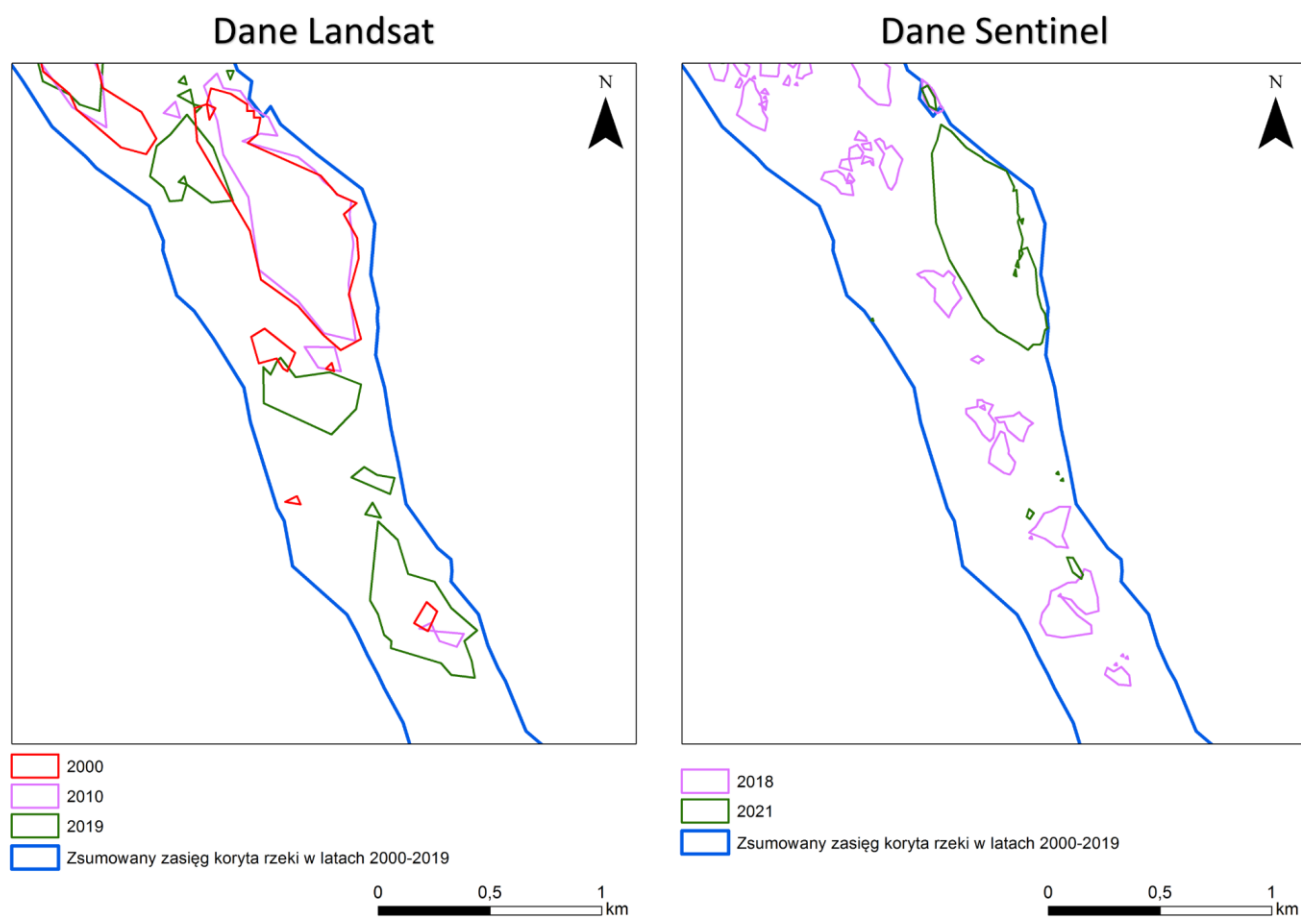 Dane Landsat
N
2000
2010
2019
Zsumowany zasięg koryta rzeki w latach 2000-2019
0 0,5 1
km
Dane Sentinel
N
2018
2021
Zsumowany zasięg koryta rzeki w latach 2000-2019
0 0,5 1
km